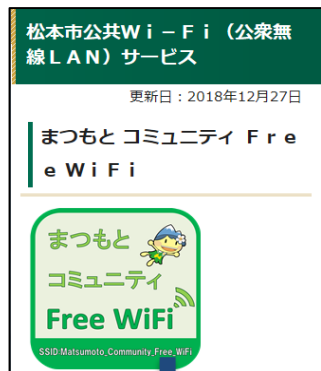 松本市公共Ｗｉ－Ｆｉ（公衆無
線ＬＡＮ）サービス
更新日：2018年12月27日
まつもと コミュニティ Ｆｒｅ
ｅ ＷｉＦｉ
まつもと
コミュニティ
Free WiFi
SSID:Matsumoto_Community_Free_WiFi